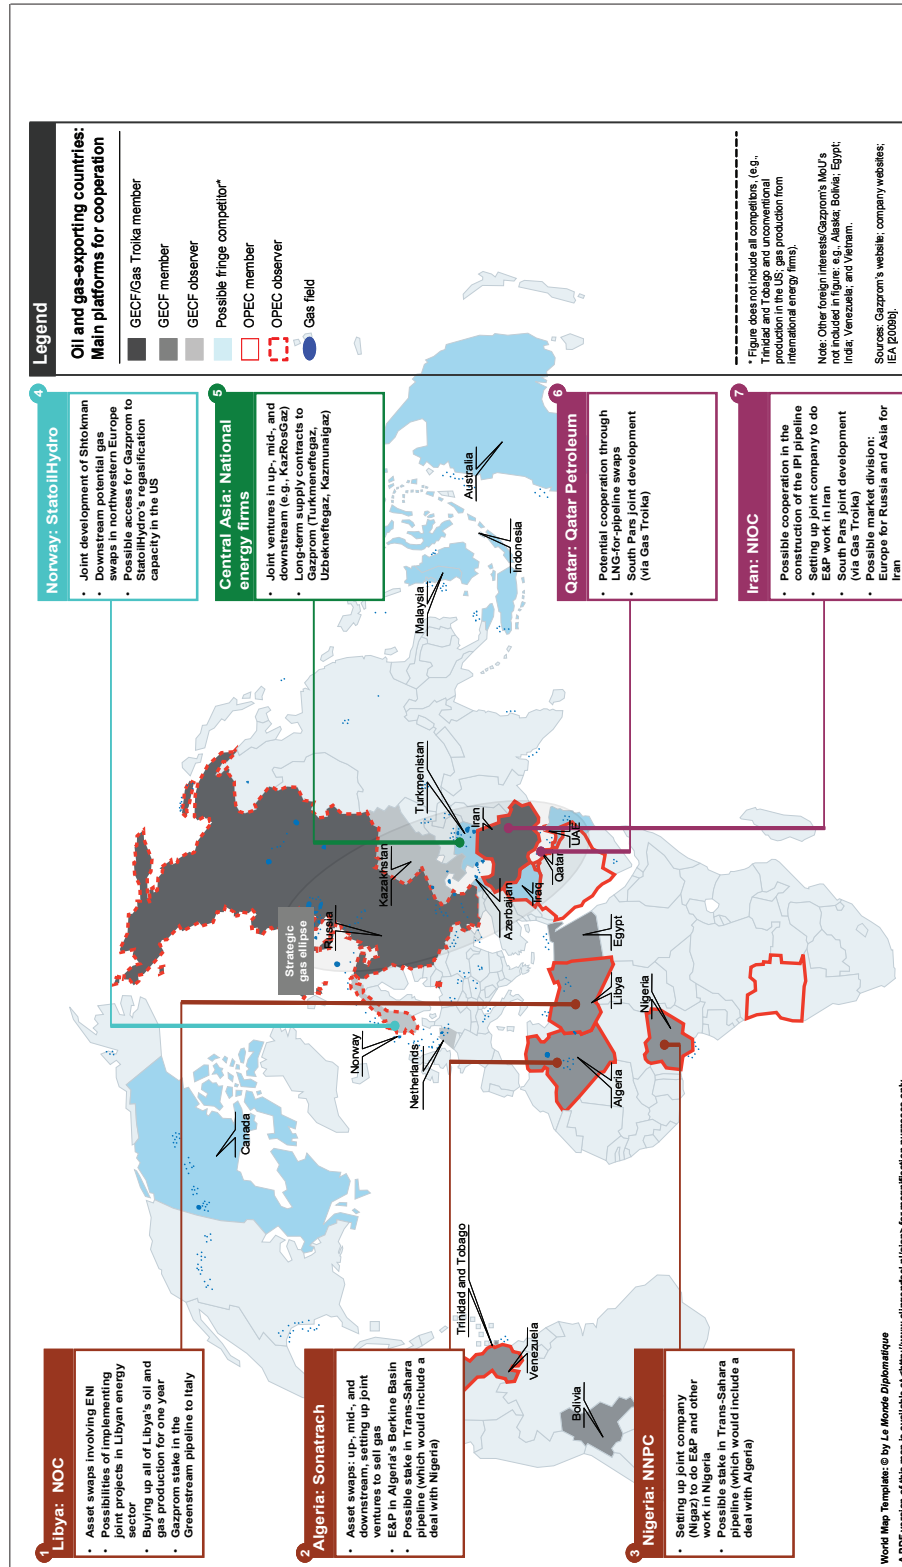 Legend
Oil and gas-exporting countries:
Main platforms for cooperation
GECF/Gas Troika member
GECF member
GECF observer
Possible fringe competitor*
OPEC member
OPEC observer
Gas field
* Figure does not include all competitors, (e.g.,
Trinidad and Tobago and unconventional
production in the US; gas production from
international energy firms).
Note: Other foreign interests/Gazprom's MoU's
not included in figure: e.g., Alaska; Bolivia; Egypt;
India; Venezuela; and Vietnam.
Sources: Gazprom's website; company websites;
IEA [2009b].
4
Norway: StatoilHydro
• Joint development of Shtokman
• Downstream potential gas
swaps in northwestern Europe
• Possible access for Gazprom to
StatoilHydro's regasification
capacity in the US
5
Central Asia: National
energy firms
• Joint ventures in up-, mid-, and
downstream (e.g., KazRosGaz)
• Long-term supply contracts to
Gazprom (Turkmeneftegaz,
Uzbekneftegaz, Kazmunaigaz)
6
Qatar: Qatar Petroleum
• Potential cooperation through
LNG-for-pipeline swaps
• South Pars joint development
(via Gas Troika)
7
Iran: NIOC
• Possible cooperation in the
construction of the IPI pipeline
• Setting up joint company to do
E&P work in Iran
• South Pars joint development
(via Gas Troika)
• Possible market division:
Europe for Russia and Asia for
Iran
Australia
Indonesia
Malaysia
Turkmenistan
Kazakhstan
Iran
UAE
Qatar
Iraq
Azerbaijan
Russia
Strategic
gas ellipse
Egypt
Libya
Nigeria
Algeria
Norway
Netherlands
Canada
Trinidad and Tobago
Venezuela
Bolivia
1
Libya: NOC
• Asset swaps involving ENI
• Possibilities of implementing
joint projects in Libyan energy
sector
• Buying up all of Libya's oil and
gas production for one year
• Gazprom stake in the
Greenstream pipeline to Italy
2
Algeria: Sonatrach
• Asset swaps: up-, mid-, and
downstream, setting up joint
ventures to sell gas
• E&P in Algeria's Berkine Basin
• Possible stake in Trans-Sahara
pipeline (which would include a
deal with Nigeria)
3
Nigeria: NNPC
• Setting up joint company
(Nigaz) to do E&P and other
work in Nigeria
• Possible stake in Trans-Sahara
pipeline (which would include a
deal with Algeria)
World Map Template: © by Le Monde Diplomatique